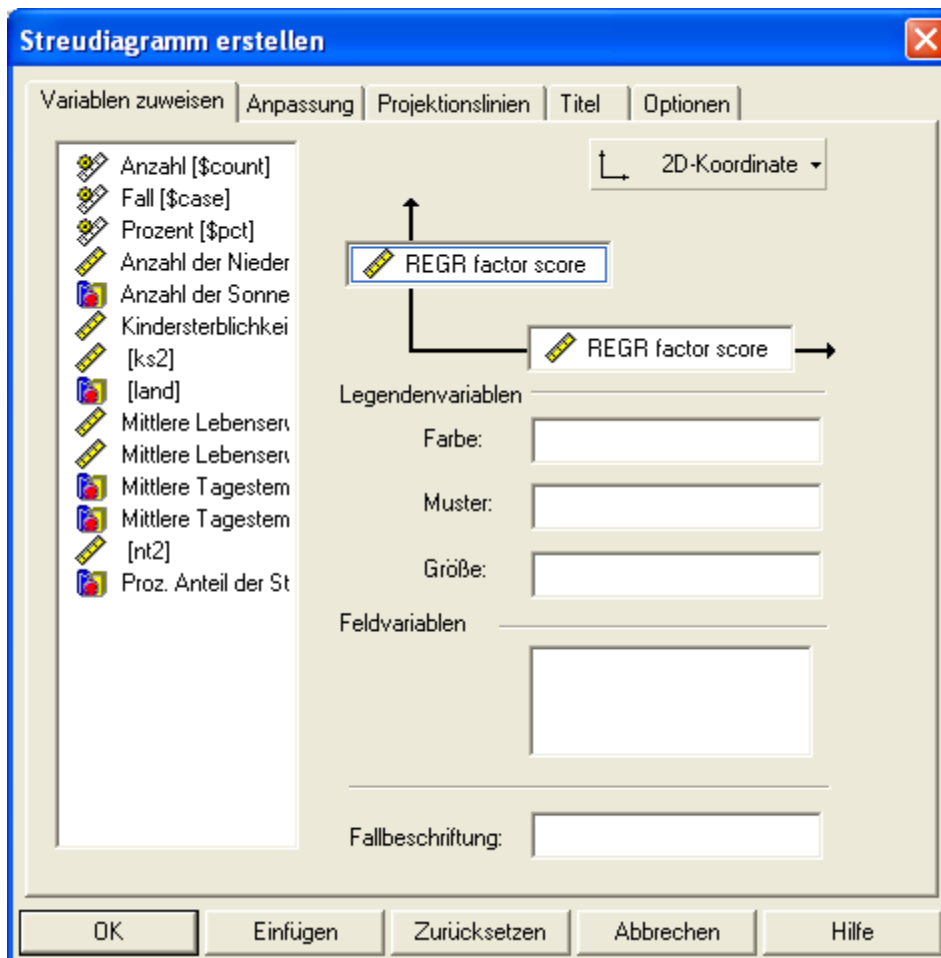 Streudiagramm erstellen
Variablen zuweisen
Anpassung
Projektionslinien
Titel
Optionen
Anzahl [$count]
Fall [$case]
Prozent [$pct]
Anzahl der Nieder
Anzahl der Sonne
Kindersterblichkei
[ks2]
[land]
Mittlere Lebenser
Mittlere Lebenser
Mittlere Tagestem
Mittlere Tagestem
[nt2]
Proz. Anteil der St
2D-Koordinate
REGR factor score
REGR factor score
Legendenvariablen
Farbe:
Muster:
Größe:
Feldvariablen
Fallbeschriftung:
OK
Einfügen
Zurücksetzen
Abbrechen
Hilfe